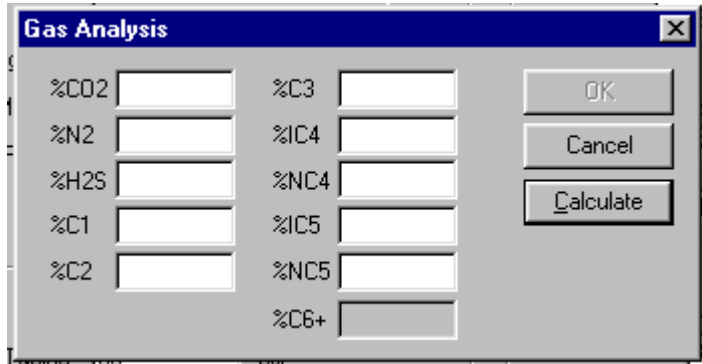 Gas Analysis
%CO2 %C3 OK
%N2 %IC4 Cancel
%H2S %NC4
%C1 %IC5 Calculate
%C2 %NC5
%C6+